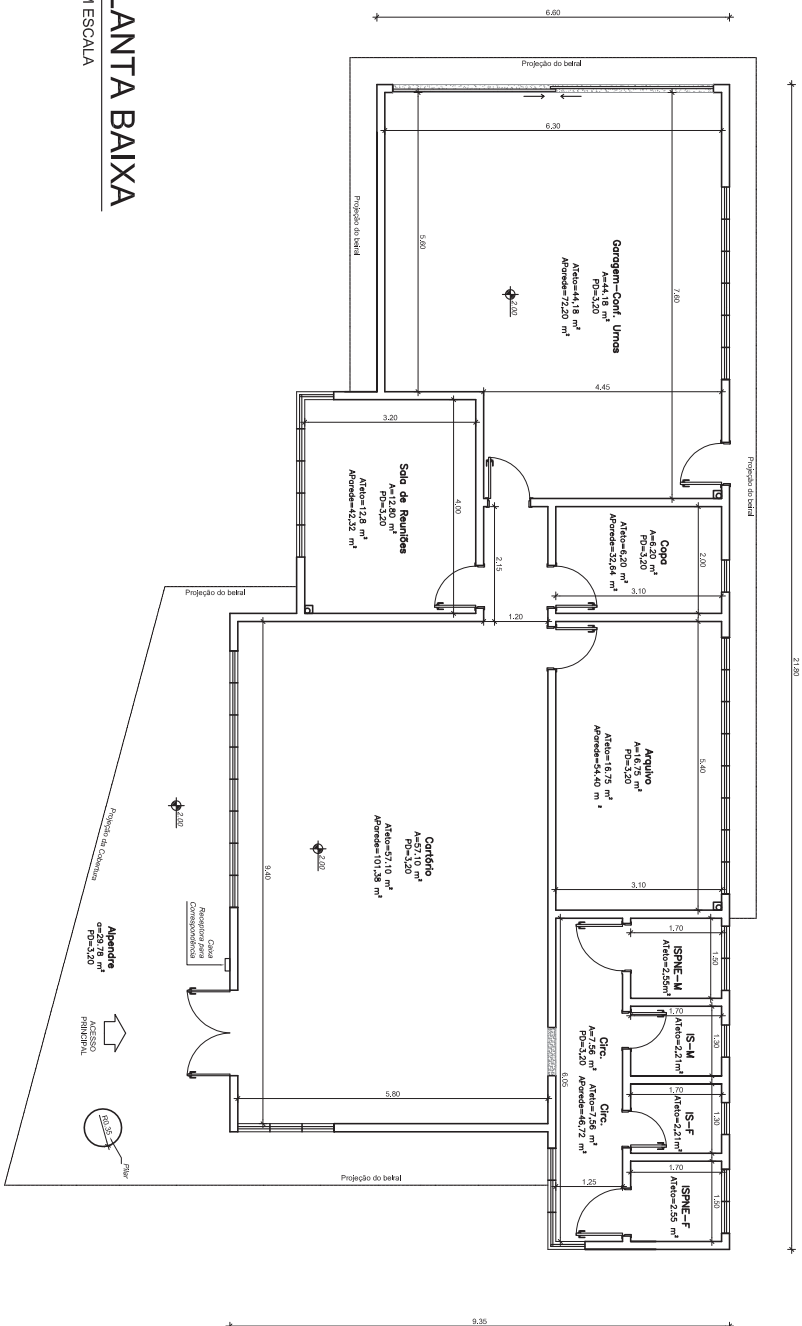 PLANTA BAIXA
ESCALA
6.60
21.80
9.35
Projeção do beiral
Projeção do beiral
Projeção do beiral
Projeção do beiral
Projeção do beiral
Projeção da Cobertura
6.30
5.60
7.60
4.45
Garagem-Conf. Urnas
A=44.18 m²
PD=3,20
ATeto=44,18 m²
AParede=72,20 m²
2.00
3.20
4.00
Sala de Reuniões
A=12.80 m²
PD=3,20
ATeto=12,8 m²
AParede=42,32 m²
2.15
1.20
Copa
A=6.20 m²
PD=3,20
ATeto=6,20 m²
AParede=32,64 m²
2.00
3.10
Arquivo
A=16.75 m²
PD=3,20
ATeto=16.75 m²
AParede=54,40 m²
5.40
3.10
Cartório
A=57.10 m²
PD=3,20
ATeto=57.10 m²
AParede=101,38 m²
2.00
9.40
5.80
ISPNE-M
ATeto=2,55m²
1.70
1.50
IS-M
ATeto=2,21m²
1.70
1.30
IS-F
ATeto=2,21m²
1.70
1.30
ISPNE-F
ATeto=2.55 m²
1.70
1.50
Circ.
A=7.56 m²
PD=3,20
Circ.
ATeto=7,56 m²
AParede=46,72 m²
6.05
1.25
2.00
Caixa
Receptora para
Correspondência
Alpendre
a=29.78 m²
PD=3,20
ACESSO
PRINCIPAL
R0.35
Pilar